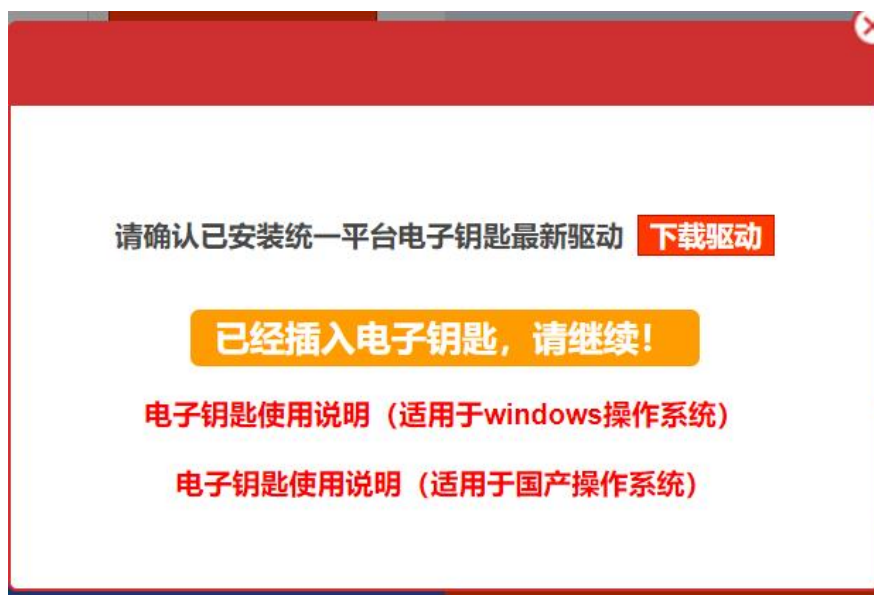 请确认已安装统一平台电子钥匙最新驱动 下载驱动
已经插入电子钥匙，请继续！
电子钥匙使用说明（适用于windows操作系统）
电子钥匙使用说明（适用于国产操作系统）